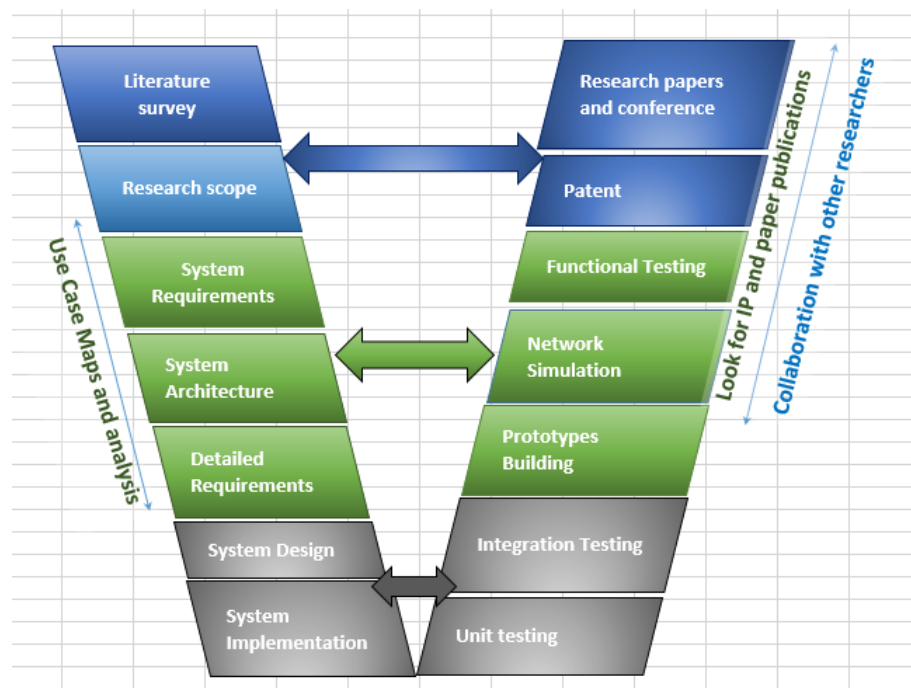 Literature
survey
Research scope
System
Requirements
System
Architecture
Detailed
Requirements
System Design
System
Implementation
Use Case Maps and analysis
Research papers
and conference
Patent
Functional Testing
Network
Simulation
Prototypes
Building
Integration Testing
Unit testing
Look for IP and paper publications
Collaboration with other researchers